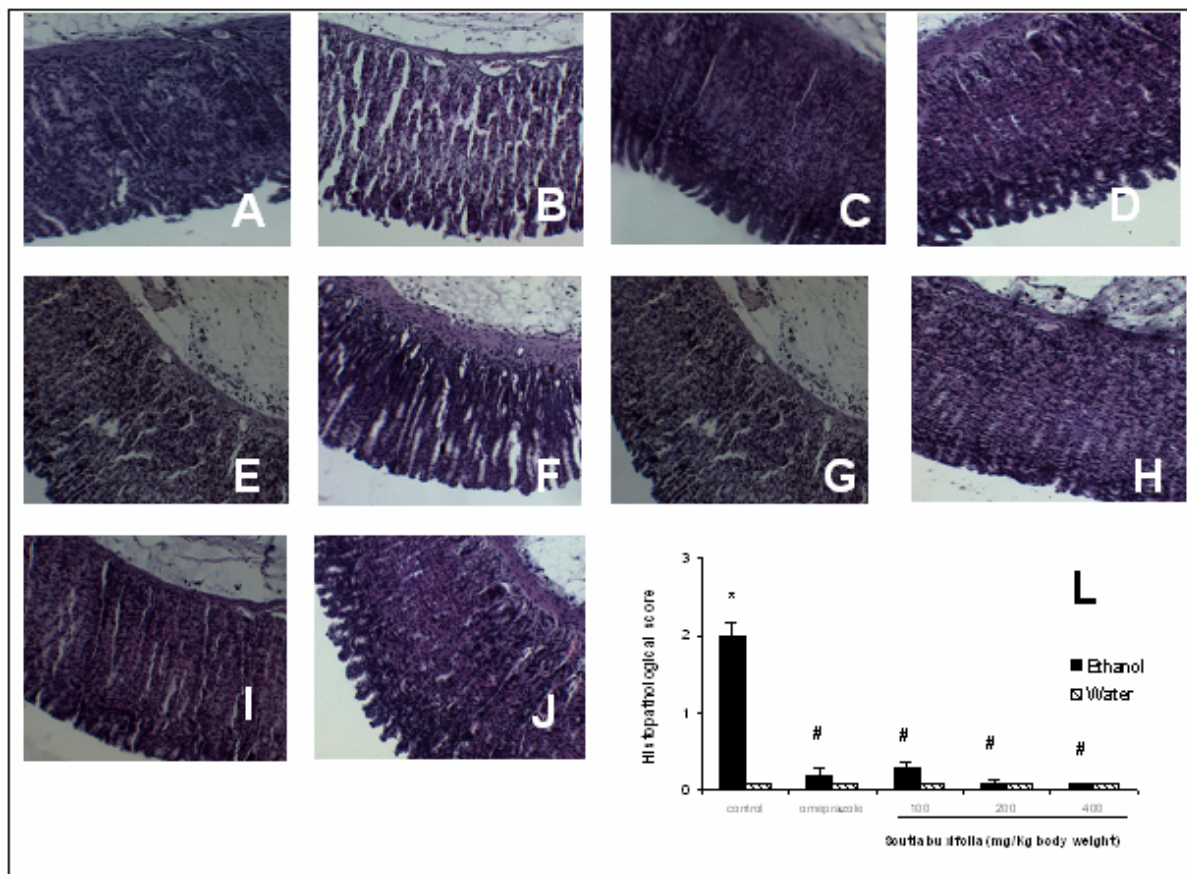 A
B
C
D
E
F
G
H
I
J
L
3
2
1
0
Histopathological score
*
#
#
#
#
Ethanol
Water
control
omeprazole
100
200
400
(mg/Kg body weight)